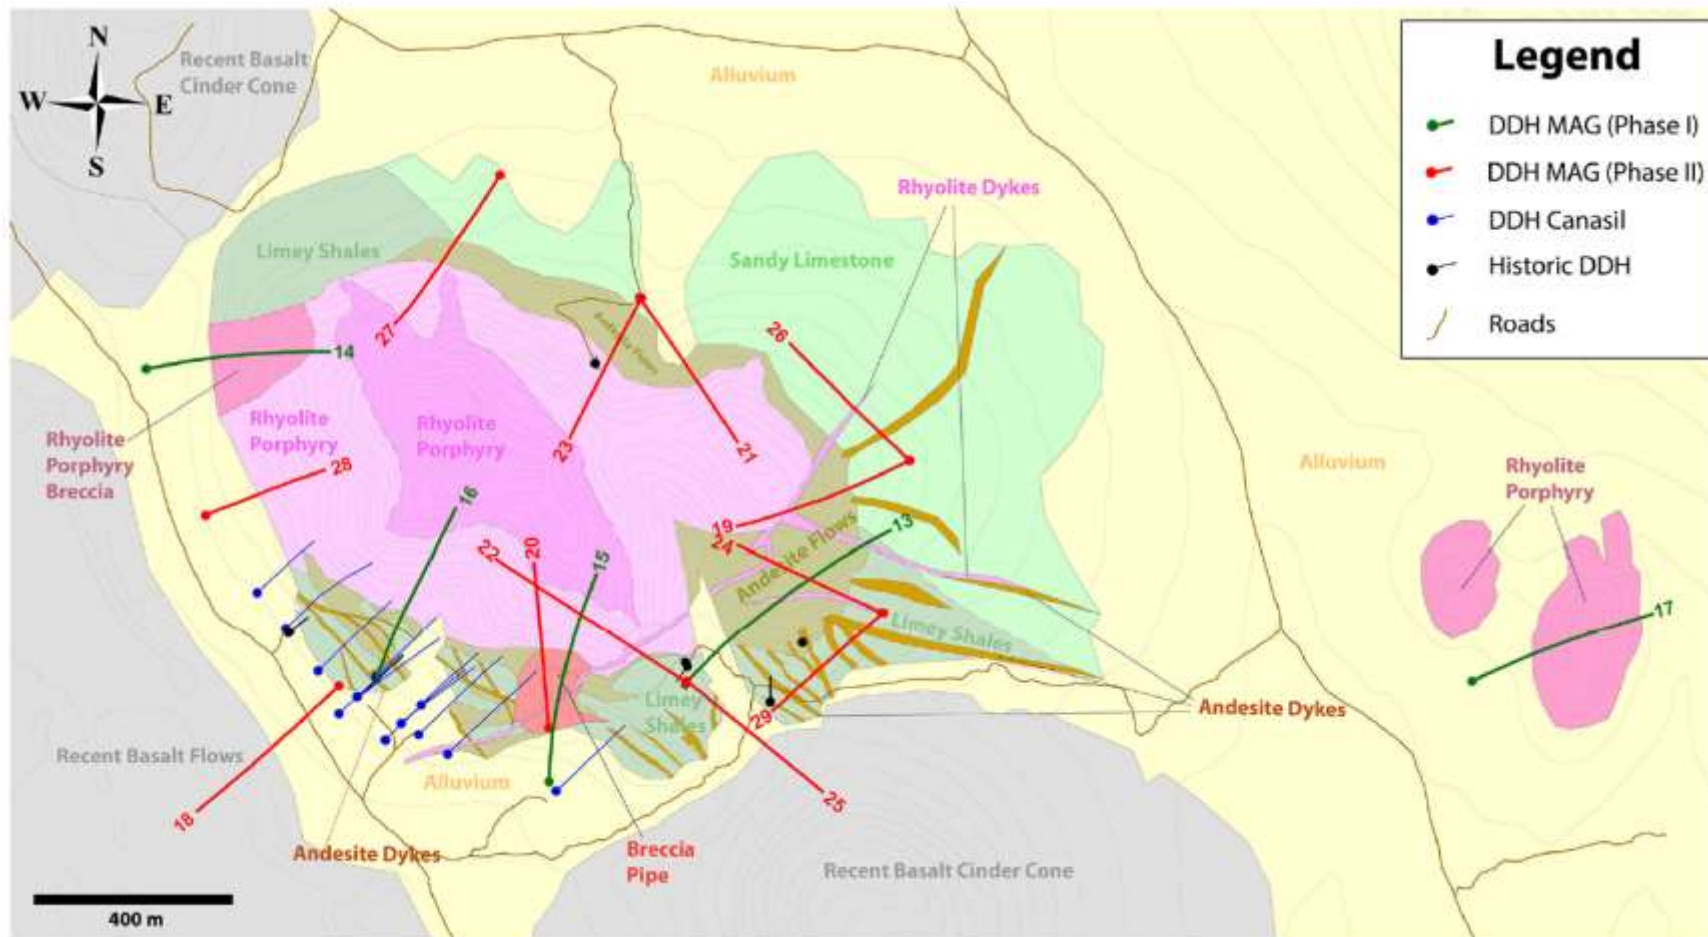 N
W
E
S
Recent Basalt
Cinder Cone
Alluvium
Legend
DDH MAG (Phase I)
DDH MAG (Phase II)
DDH Canasil
Historic DDH
Roads
Rhyolite Dykes
Limey Shales
Sandy Limestone
Andesite Flows
27
14
26
Rhyolite
Porphyry
Rhyolite
Porphyry
Rhyolite
Porphyry
Breccia
23
21
28
16
Alluvium
Rhyolite
Porphyry
19
24
13
22
20
15
Andesite Flows
17
Limey Shales
Limey
Shales
29
Andesite Dykes
Recent Basalt Flows
Alluvium
25
18
Andesite Dykes
Breccia
Pipe
Recent Basalt Cinder Cone
400 m